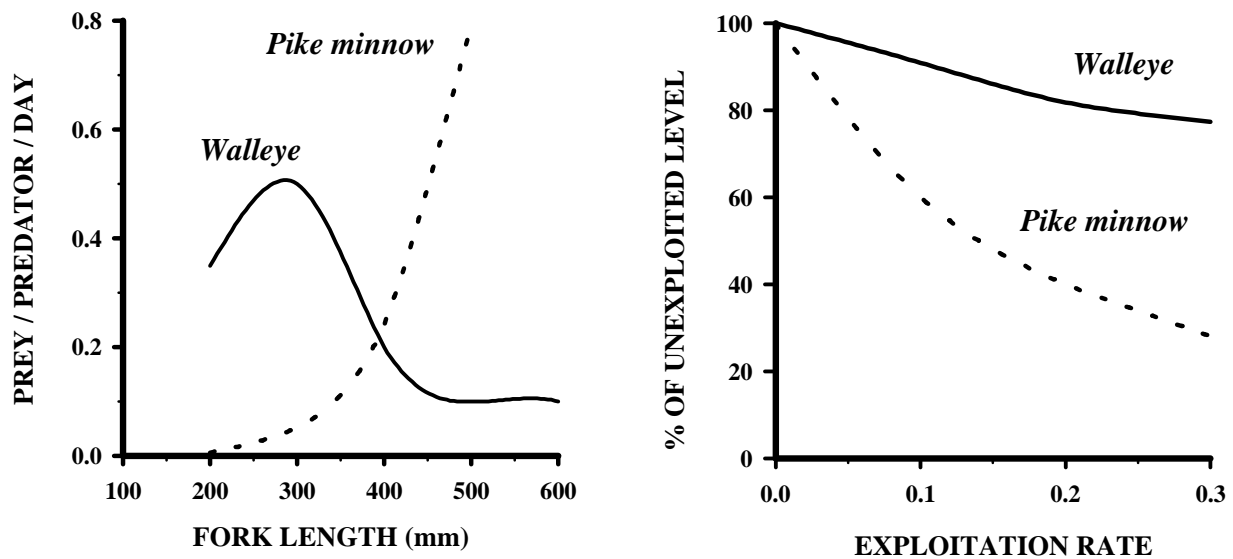 PREY / PREDATOR / DAY
0.8
0.6
0.4
0.2
0.0
Pike minnow
Walleye
100 200 300 400 500 600
FORK LENGTH (mm)
% OF UNEXPLOITED LEVEL
100
80
60
40
20
0
Walleye
Pike minnow
0.0 0.1 0.2 0.3
EXPLOITATION RATE